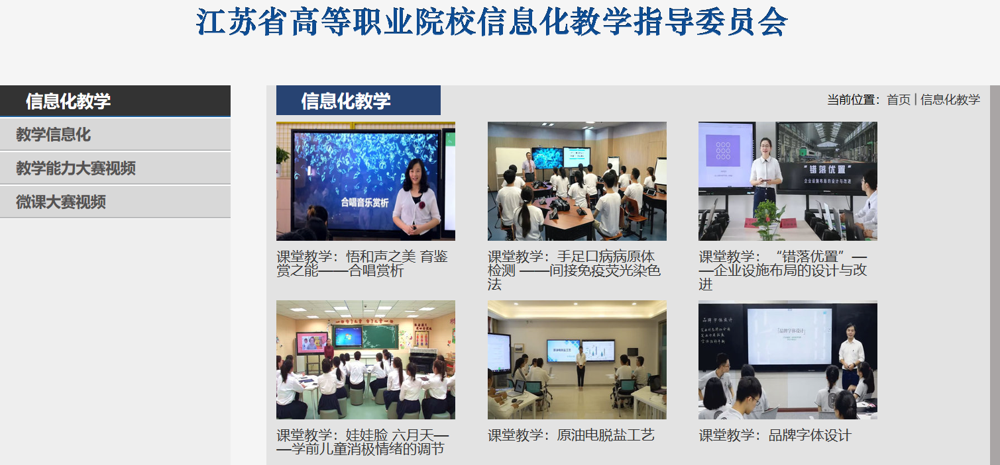 江苏省高等职业院校信息化教学指导委员会
信息化教学
教学信息化
教学能力大赛视频
微课大赛视频
信息化教学
当前位置：首页 | 信息化教学
合唱音乐赏析
“错落优置”
企业设施布局的设计与改进
课堂教学：悟和声之美 育鉴
赏之能——合唱赏析
课堂教学：手足口病病原体
检测 ——间接免疫荧光染色
法
课堂教学：“错落优置”—
—企业设施布局的设计与改
进
原油电脱盐工艺
品牌字体设计
「品牌字体设计」
课堂教学：娃娃脸 六月天—
—学前儿童消极情绪的调节
课堂教学：原油电脱盐工艺
课堂教学：品牌字体设计